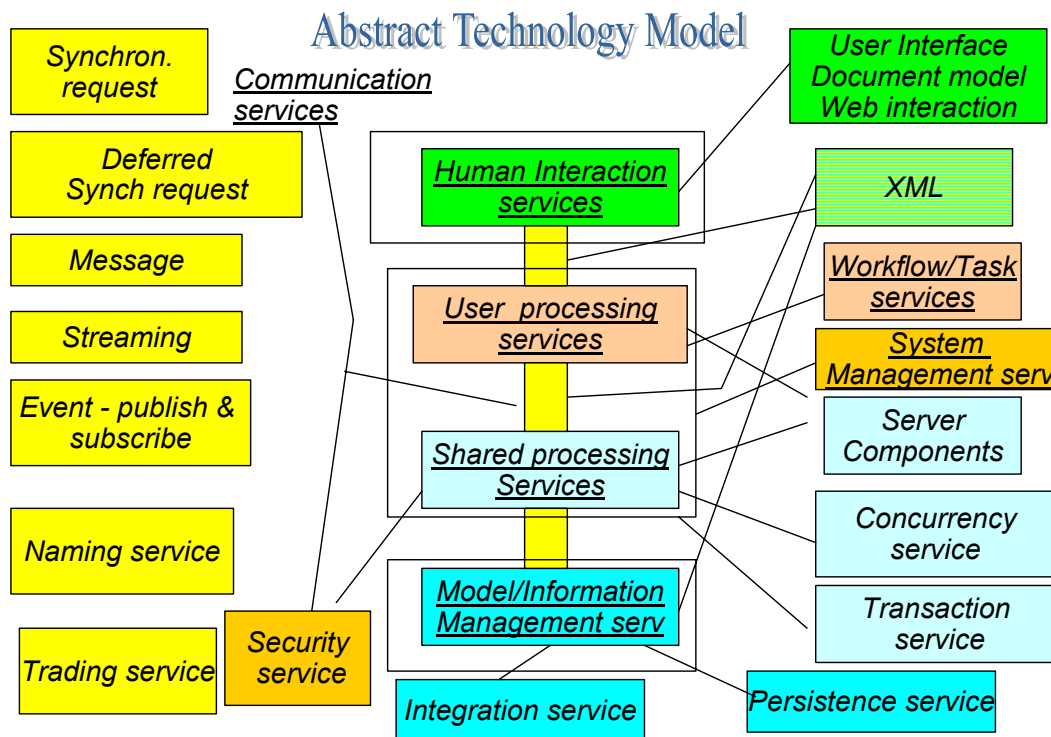 Abstract Technology Model
Synchron.
request
Communication
services
User Interface
Document model
Web interaction
Deferred
Synch request
Human Interaction
services
XML
Message
Workflow/Task
services
User processing
services
Streaming
System
Management serv
Event - publish &
subscribe
Server
Components
Shared processing
Services
Naming service
Concurrency
service
Model/Information
Management serv
Transaction
service
Trading service
Security
service
Integration service
Persistence service